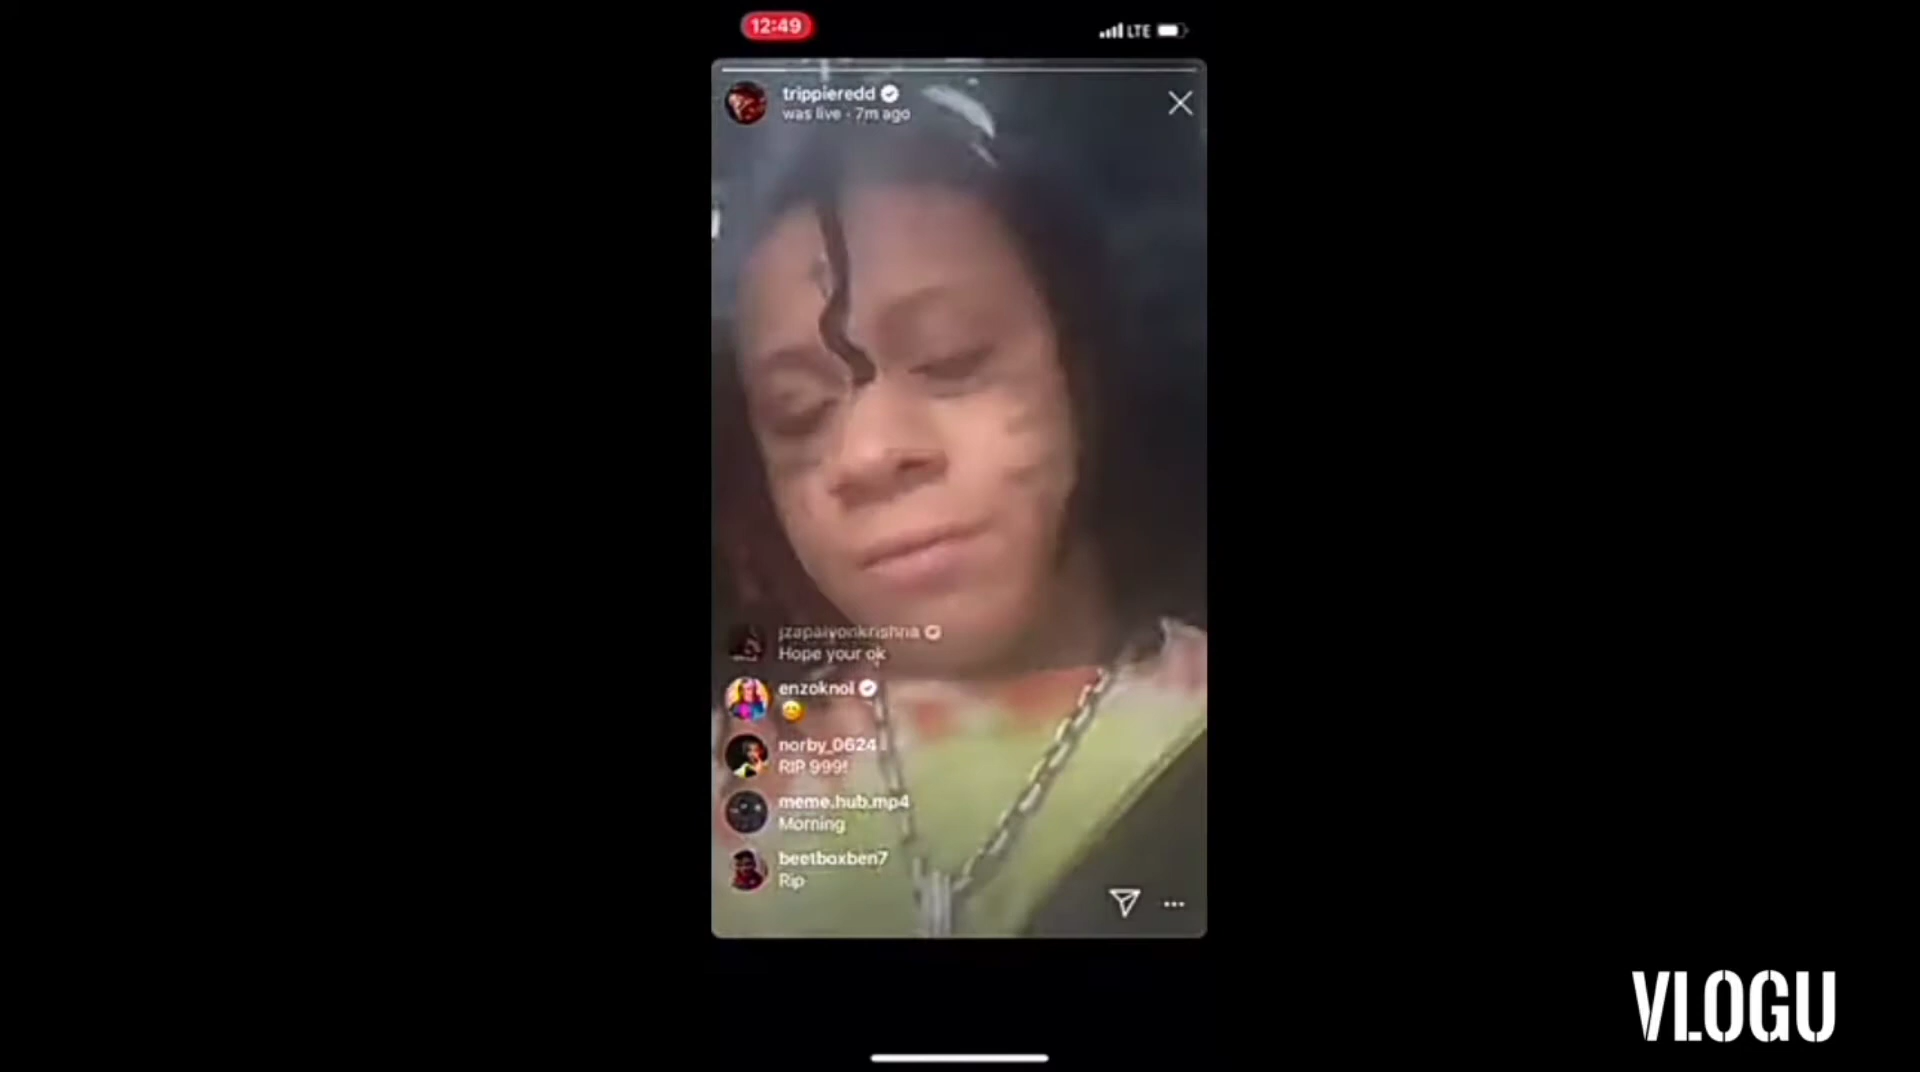 12:49
LTE
trippieredd
was live · 7m ago
jzapaiyonkrishna
Hope your ok
enzoknol
norby_0624
RIP 999!
meme.hub.mp4
Morning
beetboxben7
Rip
VLOGU